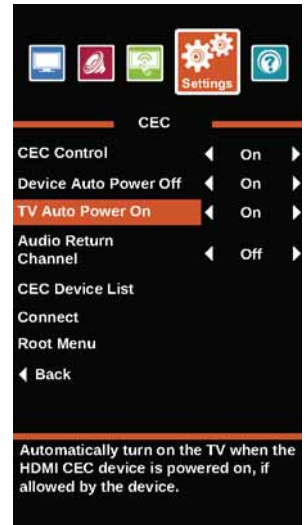 Settings
CEC
CEC Control On
Device Auto Power Off On
TV Auto Power On On
Audio Return
Channel Off
CEC Device List
Connect
Root Menu
Back
Automatically turn on the TV when the
HDMI CEC device is powered on, if
allowed by the device.